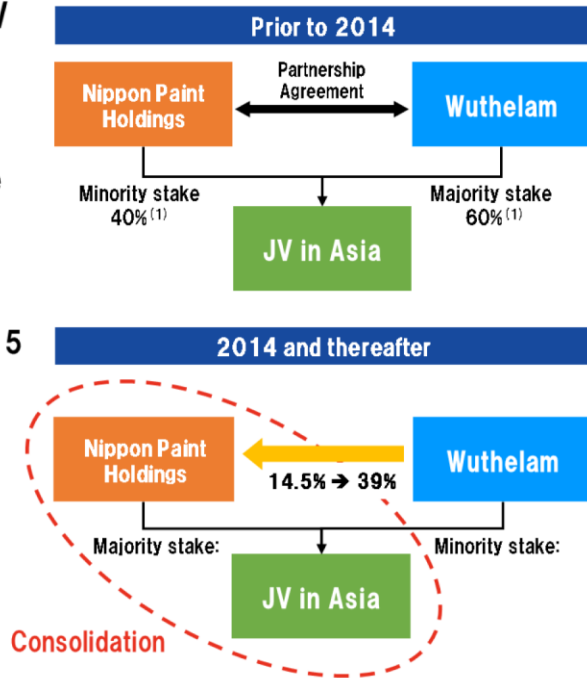 Prior to 2014
Partnership
Agreement
Nippon Paint
Holdings
Wuthelam
Minority stake
40%(1)
Majority stake
60%(1)
JV in Asia
5
2014 and thereafter
Nippon Paint
Holdings
14.5% ➔ 39%
Wuthelam
Majority stake:
Minority stake:
JV in Asia
Consolidation